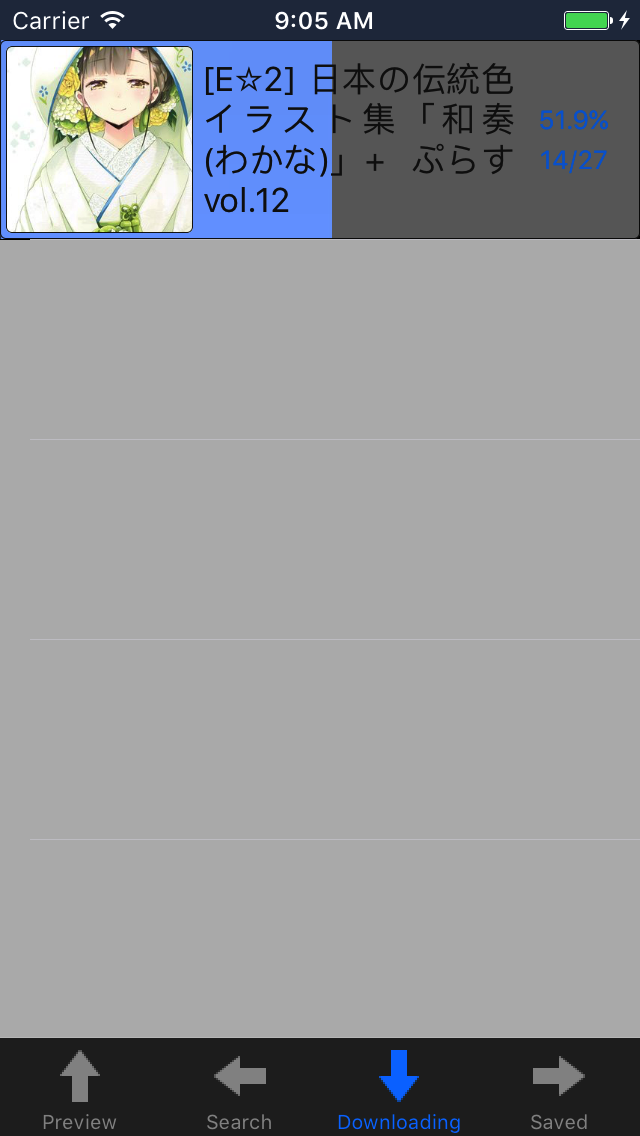 Carrier 9:05 AM
[E☆2] 日本の伝統色
イラスト集「和奏
(わかな)」+ ぷらす
vol.12
51.9%
14/27
Preview Search Downloading Saved